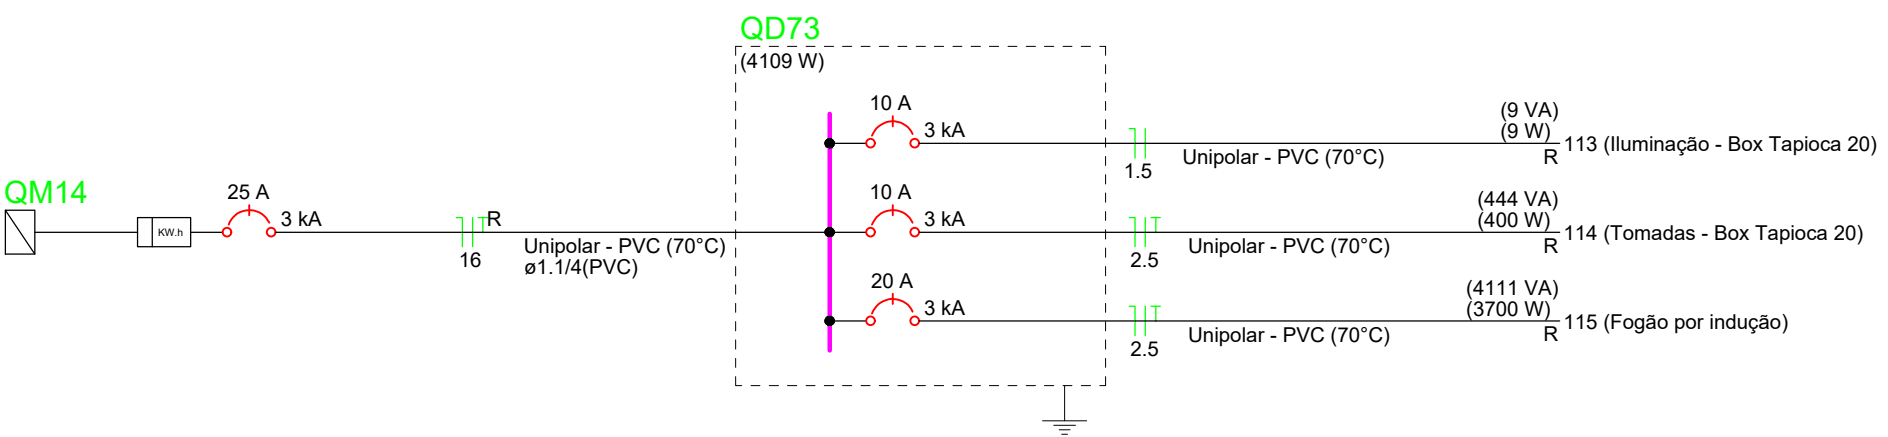 QD73
(4109 W)
QM14
KW.h
25 A
3 kA
R
16
Unipolar - PVC (70°C)
ø1.1/4(PVC)
10 A
3 kA
1.5
Unipolar - PVC (70°C)
(9 VA)
(9 W)
R
113 (Iluminação - Box Tapioca 20)
10 A
3 kA
2.5
Unipolar - PVC (70°C)
(444 VA)
(400 W)
R
114 (Tomadas - Box Tapioca 20)
20 A
3 kA
2.5
Unipolar - PVC (70°C)
(4111 VA)
(3700 W)
R
115 (Fogão por indução)